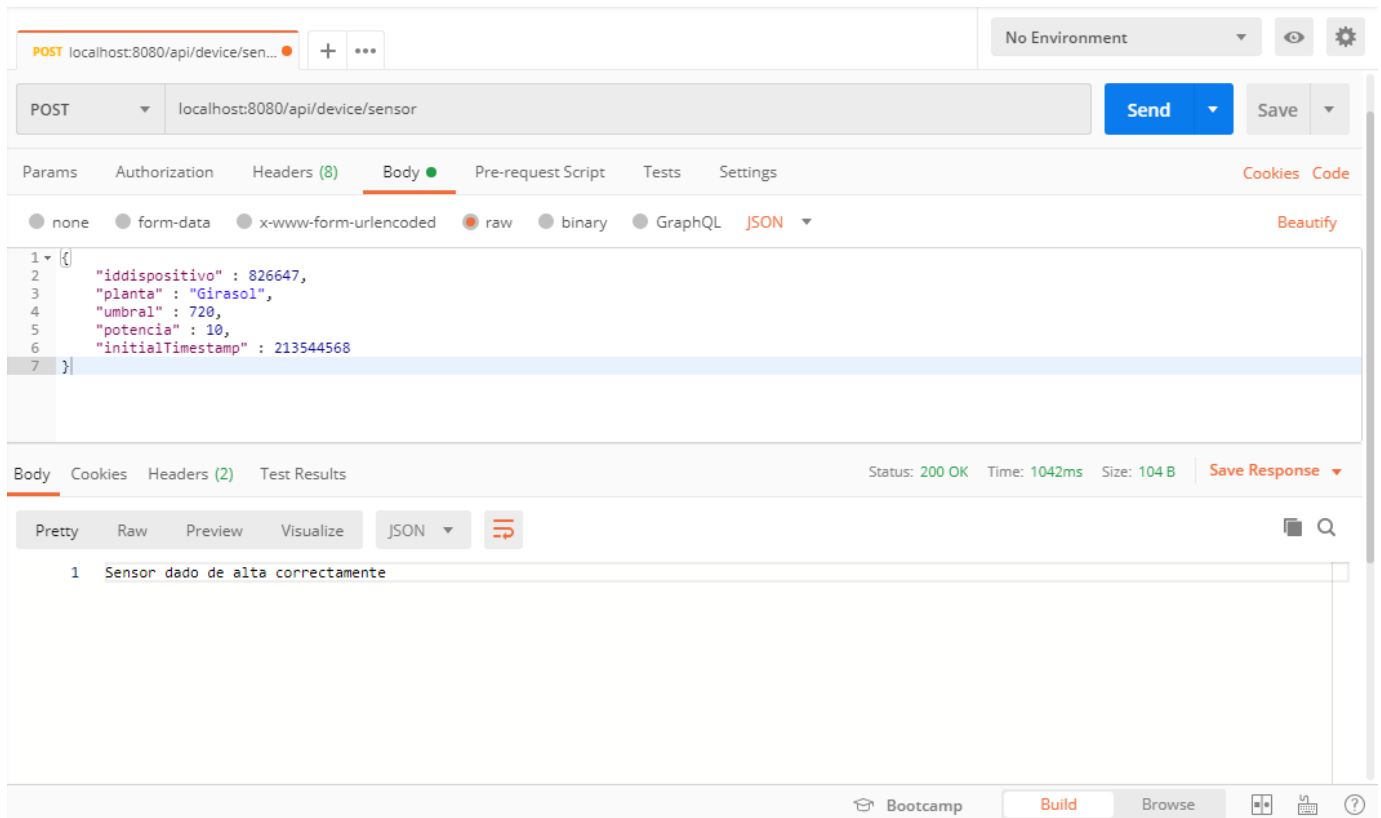 No Environment
POST localhost:8080/api/device/sen... + •••
POST localhost:8080/api/device/sensor Send Save
Params Authorization Headers (8) Body Pre-request Script Tests Settings Cookies Code
none form-data x-www-form-urlencoded raw binary GraphQL JSON Beautify
1 {
2 "iddispositivo" : 826647,
3 "planta" : "Girasol",
4 "umbral" : 720,
5 "potencia" : 10,
6 "initialTimestamp" : 213544568
7 }
Body Cookies Headers (2) Test Results Status: 200 OK Time: 1042ms Size: 104 B Save Response
Pretty Raw Preview Visualize JSON
1 Sensor dado de alta correctamente
Bootcamp Build Browse ?